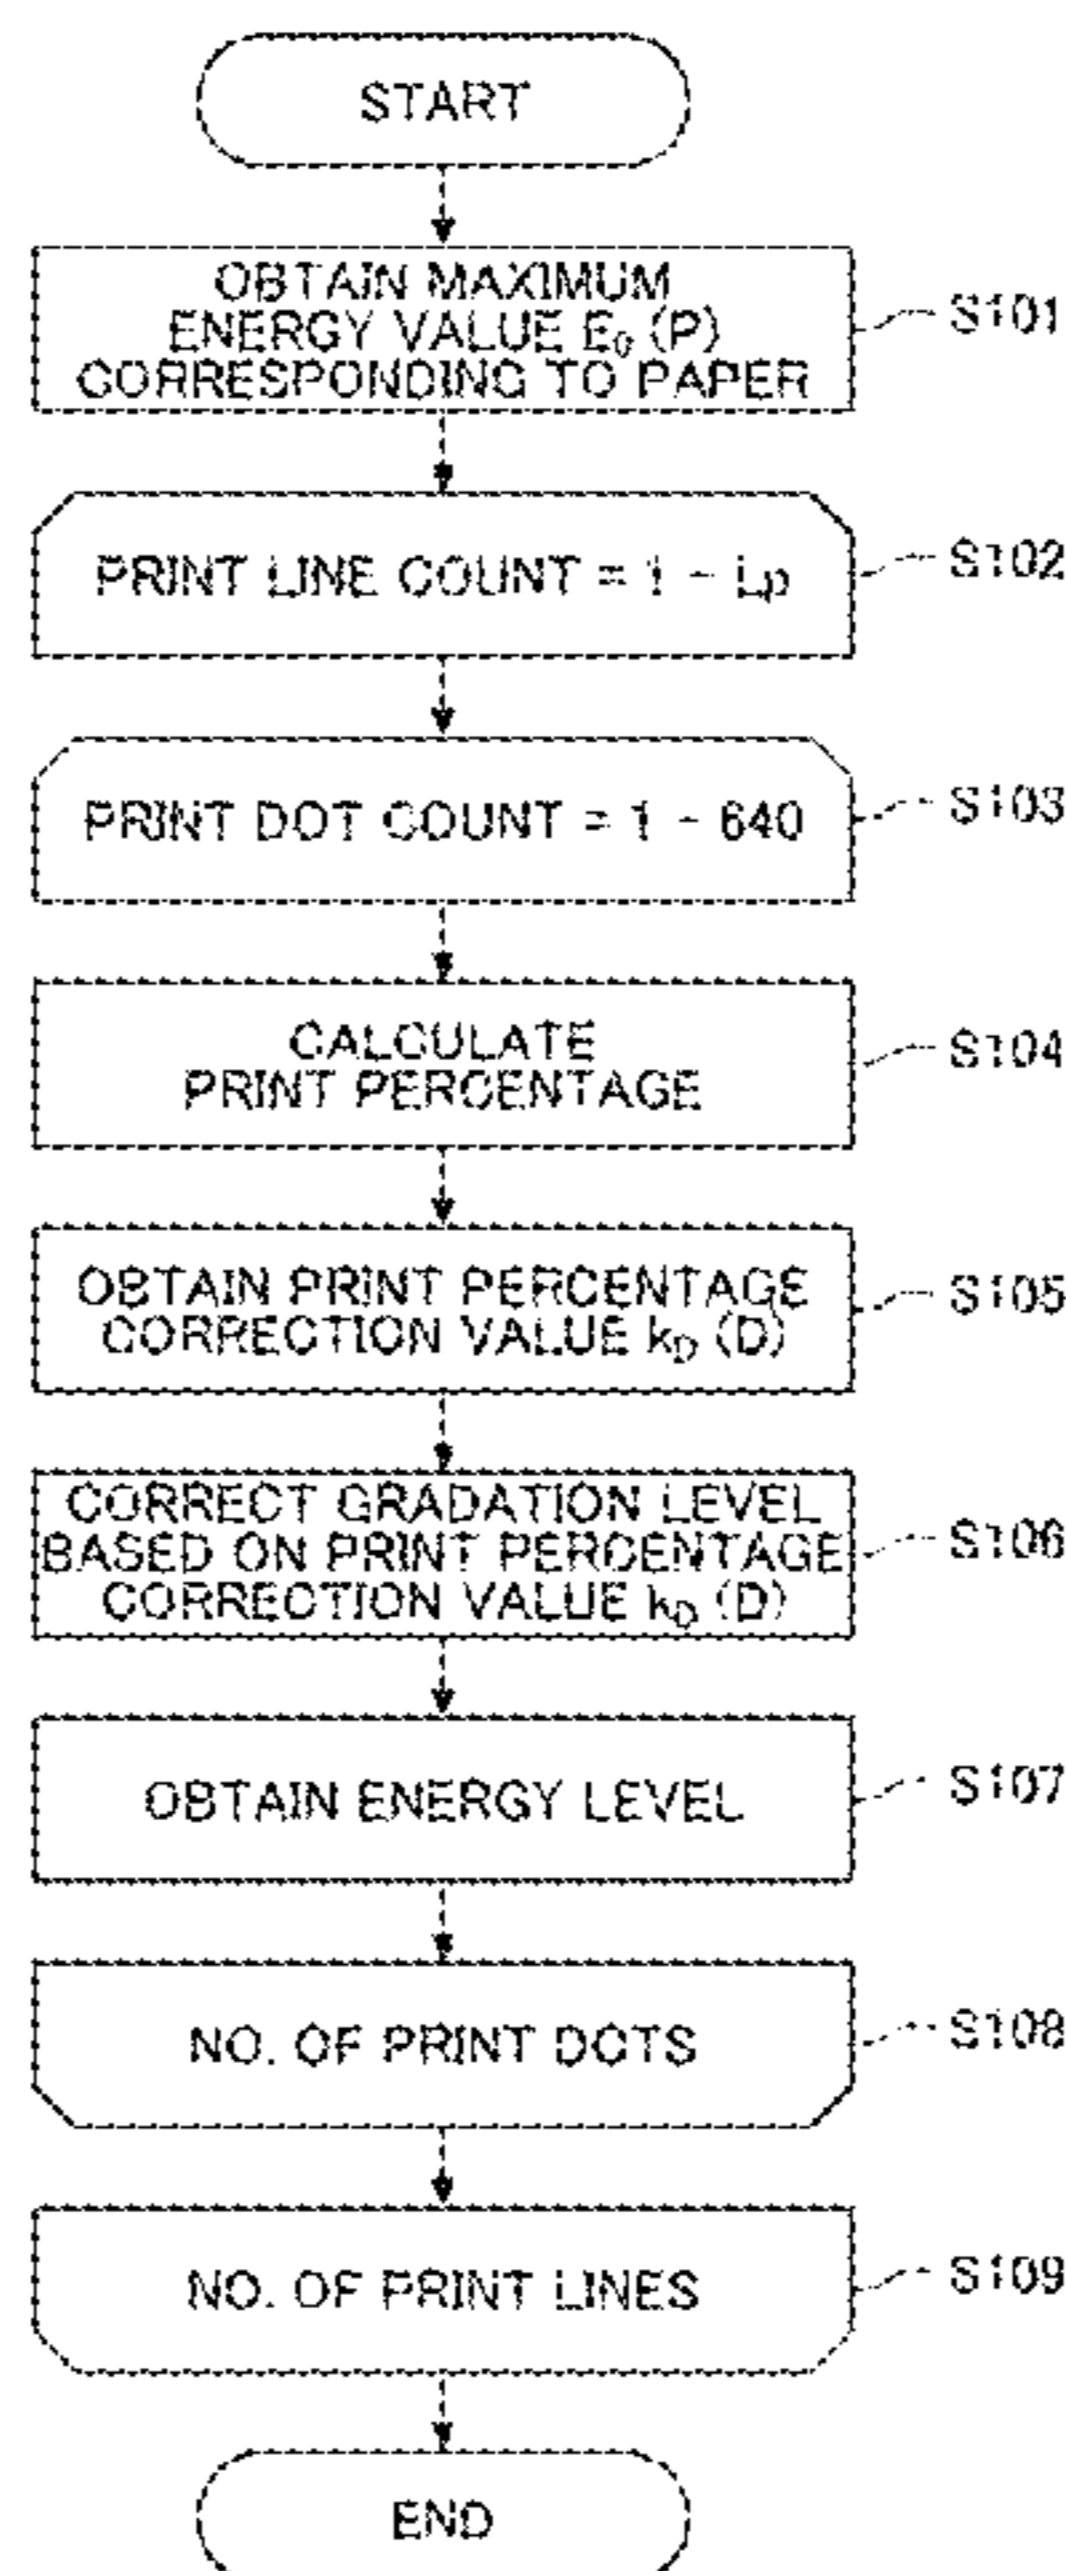 START
OBTAIN MAXIMUM
ENERGY VALUE E₀ (P)
CORRESPONDING TO PAPER
S101
PRINT LINE COUNT = 1 ~ Lp
S102
PRINT DOT COUNT = 1 ~ 640
S103
CALCULATE
PRINT PERCENTAGE
S104
OBTAIN PRINT PERCENTAGE
CORRECTION VALUE k_D (D)
S105
CORRECT GRADATION LEVEL
BASED ON PRINT PERCENTAGE
CORRECTION VALUE k_D (D)
S106
OBTAIN ENERGY LEVEL
S107
NO. OF PRINT DOTS
S108
NO. OF PRINT LINES
S109
END